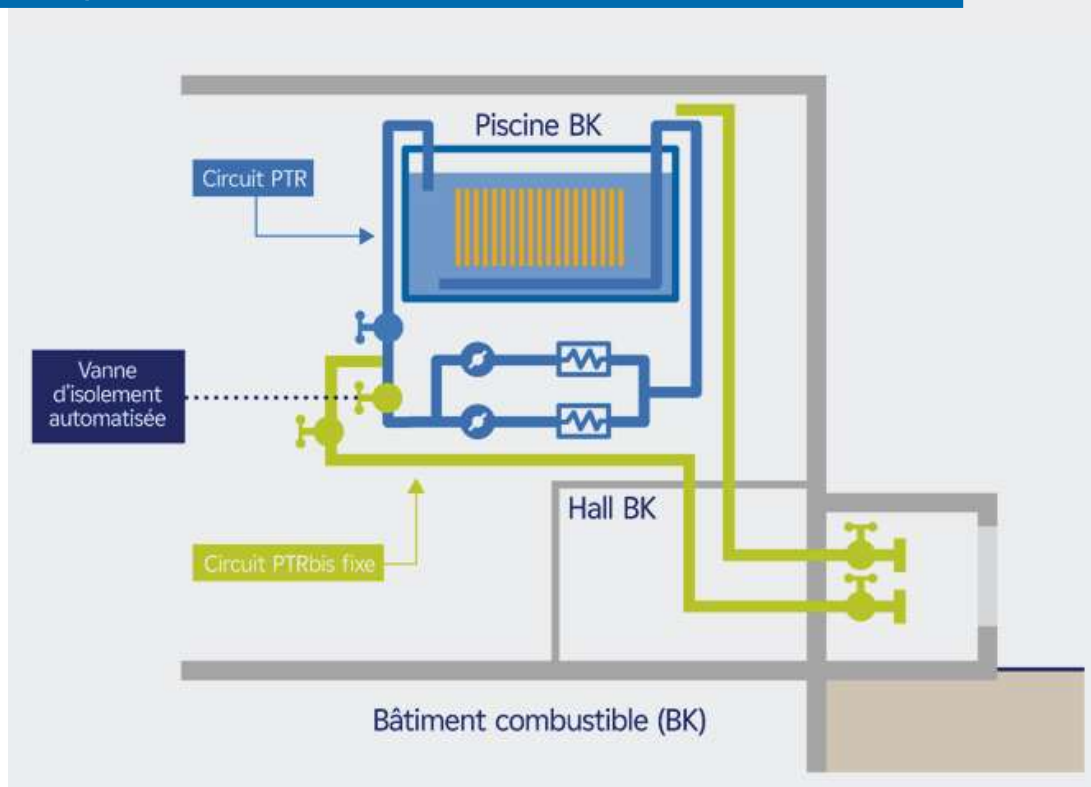 Piscine BK
Circuit PTR
Vanne
d'isolement
automatisée
Hall BK
Circuit PTRbis fixe
Bâtiment combustible (BK)